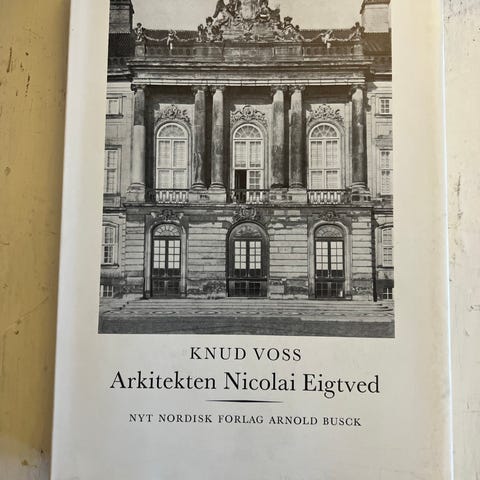 KNUD VOSS
Arkitekten Nicolai Eigtved
NYT NORDISK FORLAG ARNOLD BUSCK